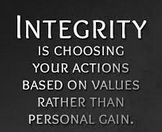 INTEGRITY
IS CHOOSING
YOUR ACTIONS
BASED ON VALUES
RATHER THAN
PERSONAL GAIN.